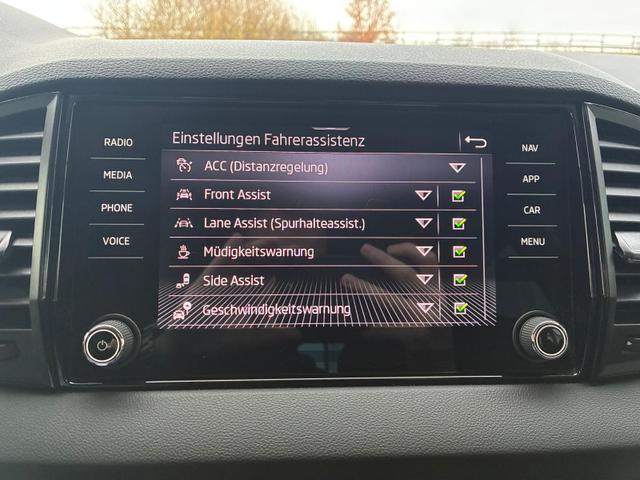 RADIO
MEDIA
PHONE
VOICE
Einstellungen Fahrerassistenz
ACC (Distanzregelung)
Front Assist
Lane Assist (Spurhalteassist.)
Müdigkeitswarnung
Side Assist
Geschwindigkeitswarnung
NAV
APP
CAR
MENU